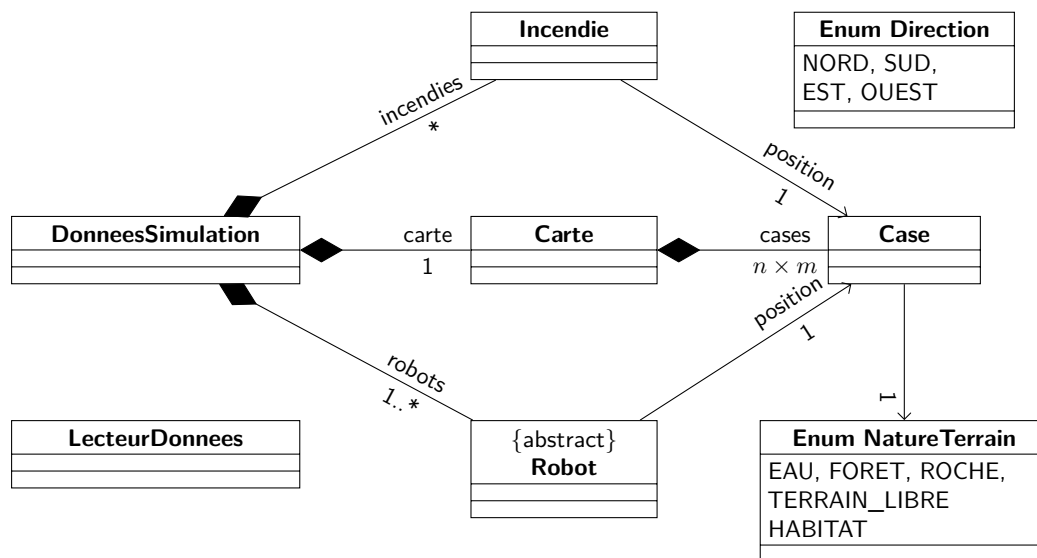 Incendie
Enum Direction
NORD, SUD,
EST, OUEST
incendies
*
position
1
DonneesSimulation
carte
1
Carte
cases
n × m
Case
position
1
robots
1..*
1
LecteurDonnees
{abstract}
Robot
Enum NatureTerrain
EAU, FORET, ROCHE,
TERRAIN_LIBRE
HABITAT